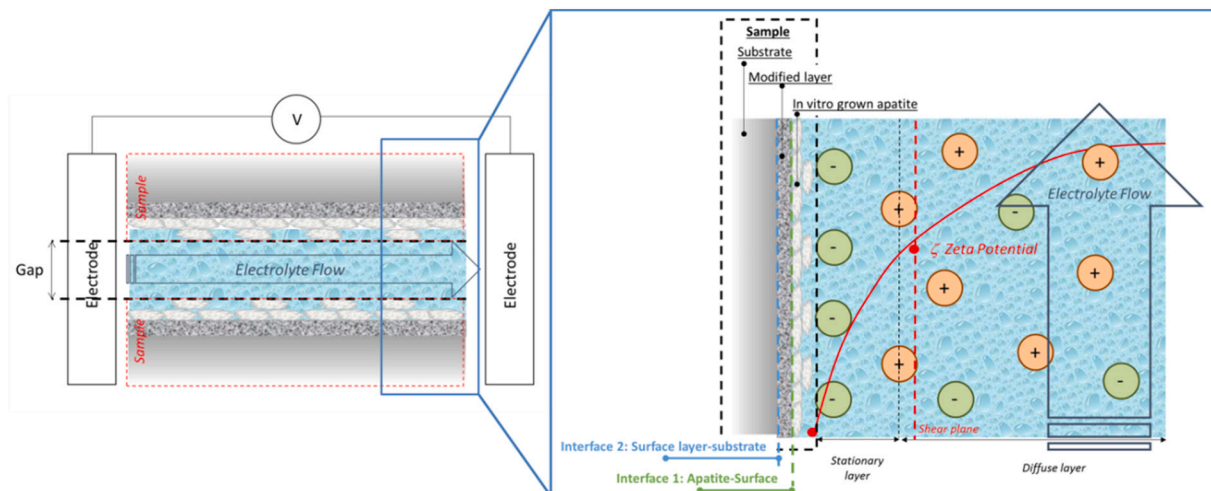 V
Sample
Gap
Electrode
Electrolyte Flow
Electrode
Sample
Sample
Substrate
Modified layer
In vitro grown apatite
-
+
+
+
-
Electrolyte Flow
-
ζ Zeta Potential
+
+
-
+
+
-
-
-
Shear plane
Interface 2: Surface layer-substrate
Interface 1: Apatite-Surface
Stationary
layer
Diffuse layer